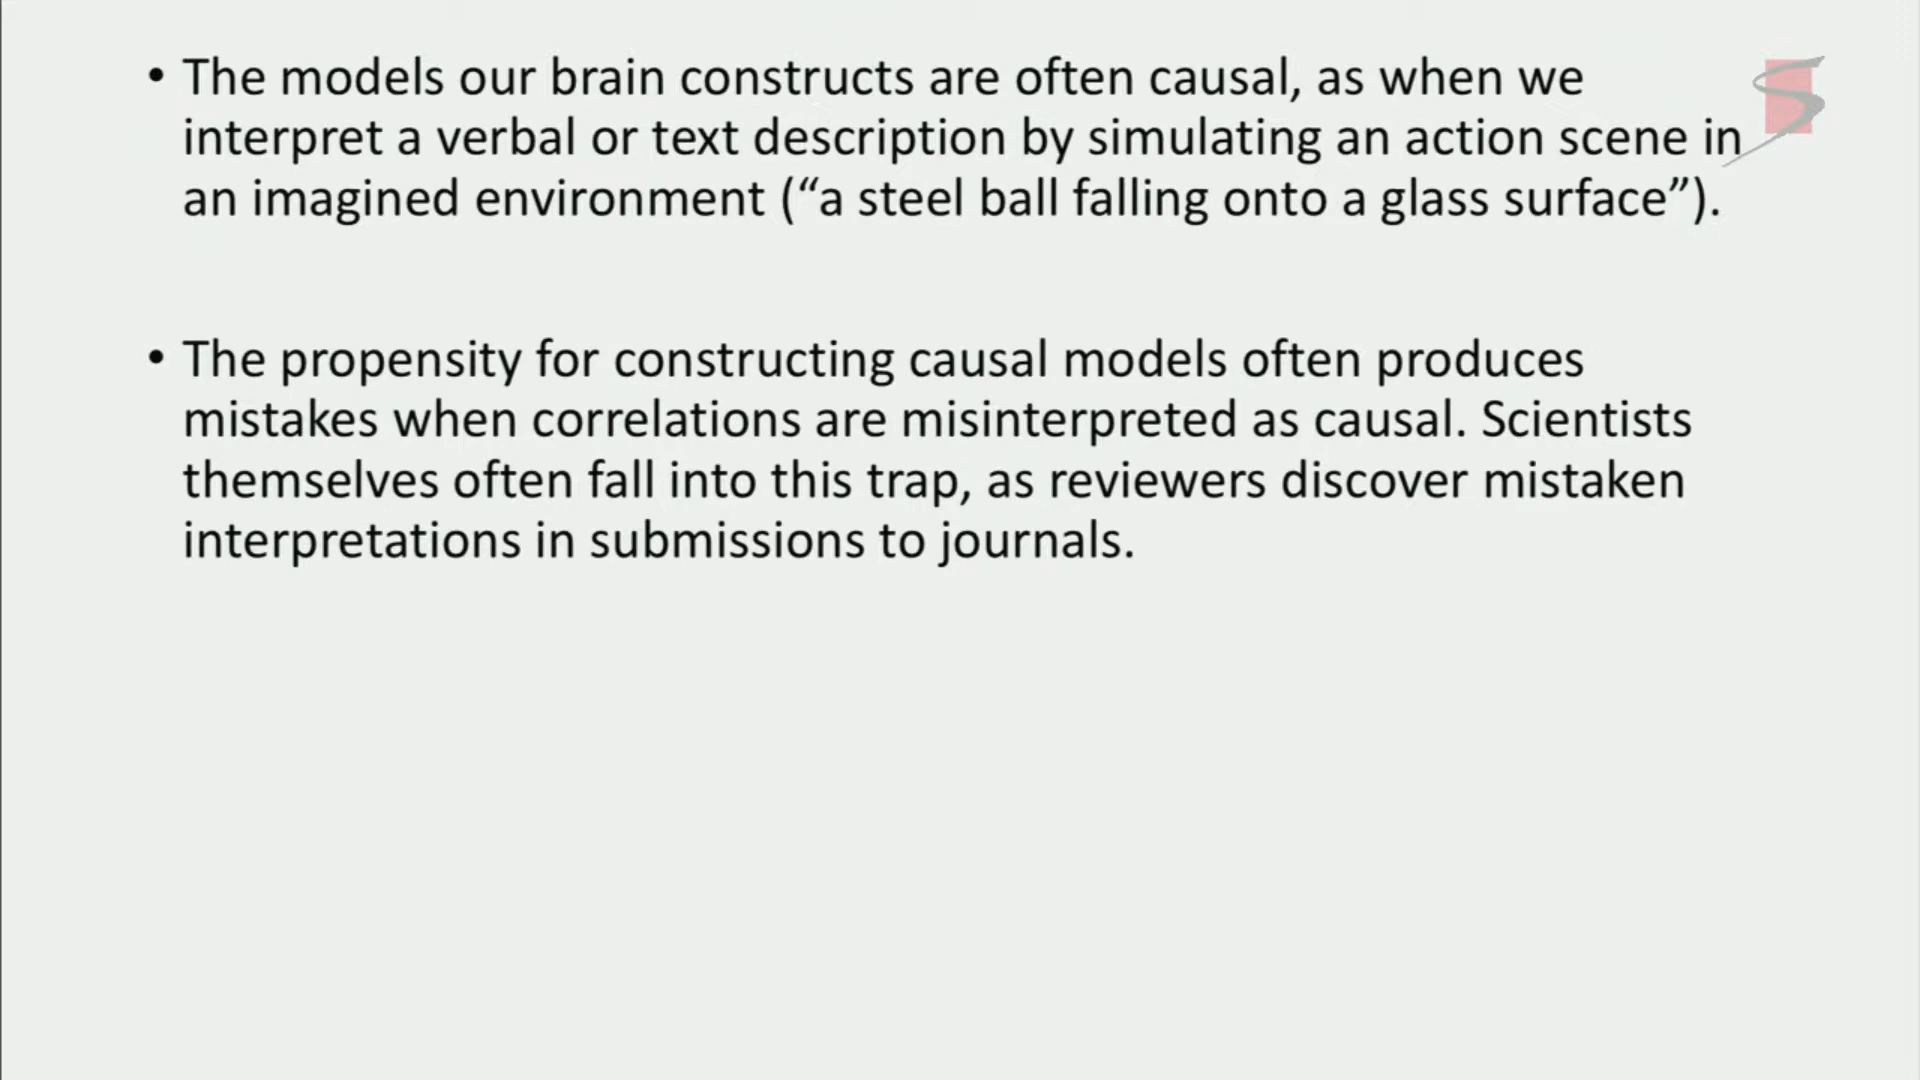 • The models our brain constructs are often causal, as when we
interpret a verbal or text description by simulating an action scene in
an imagined environment (“a steel ball falling onto a glass surface”).
• The propensity for constructing causal models often produces
mistakes when correlations are misinterpreted as causal. Scientists
themselves often fall into this trap, as reviewers discover mistaken
interpretations in submissions to journals.